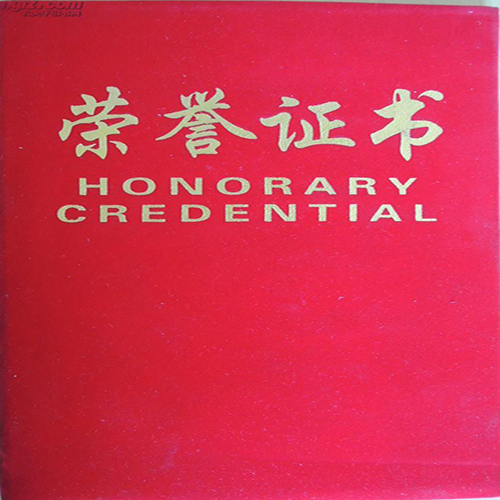 荣誉证书
HONORARY
CREDENTIAL